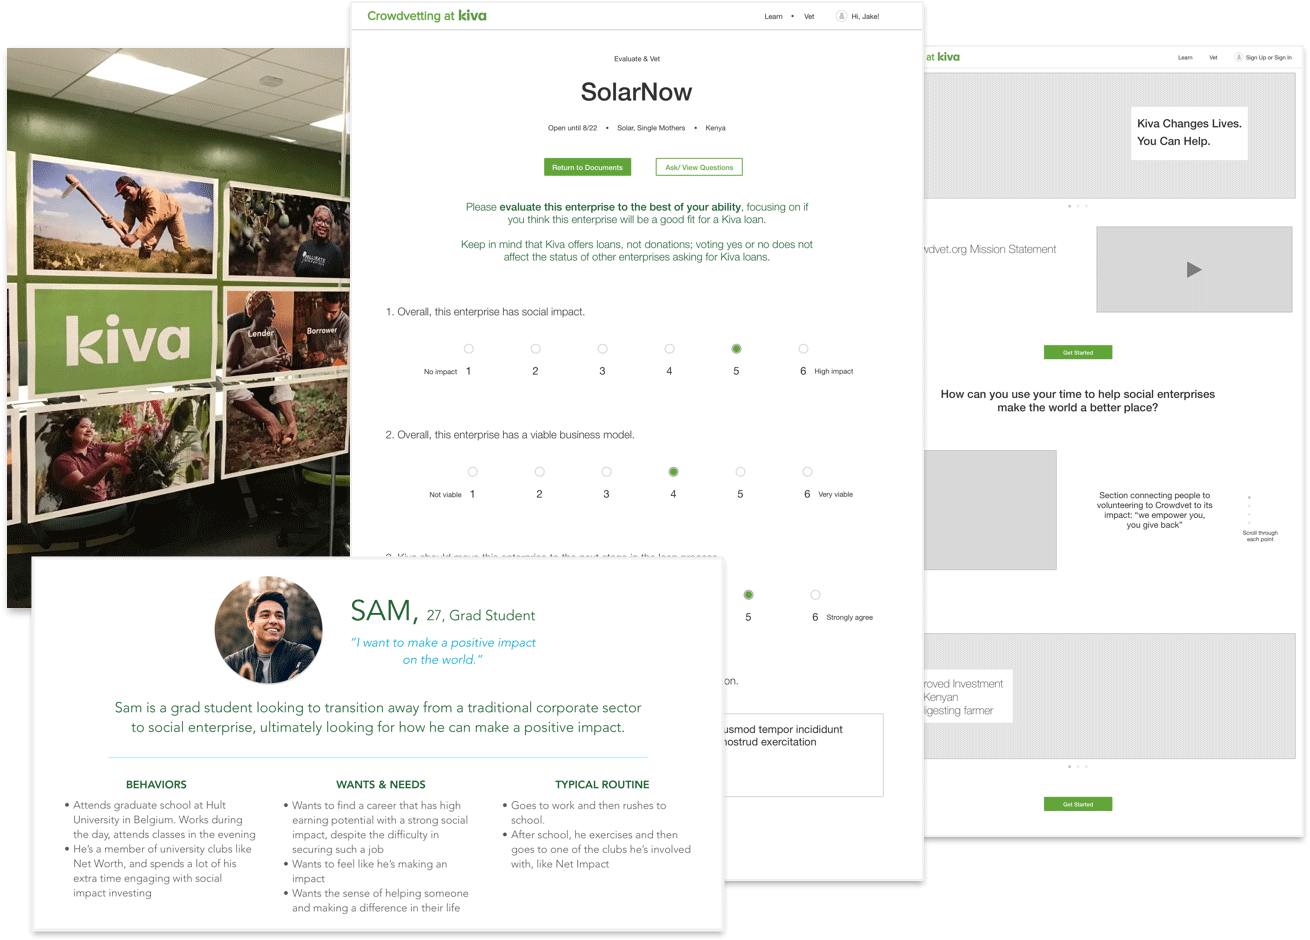 Crowdvetting at kiva
Learn • Vet
Hi, Jake!
Evaluate & Vet
SolarNow
Open until 8/22 • Solar, Single Mothers • Kenya
Return to Documents
Ask/ View Questions
Please evaluate this enterprise to the best of your ability, focusing on if
you think this enterprise will be a good fit for a Kiva loan.
Keep in mind that Kiva offers loans, not donations; voting yes or no does not
affect the status of other enterprises asking for Kiva loans.
1. Overall, this enterprise has social impact.
No impact 1 2 3 4 5 6 High impact
2. Overall, this enterprise has a viable business model.
Not viable 1 2 3 4 5 6 Very viable
3. Kiva should move this enterprise to the next stage in the loan process.
5 6 Strongly agree
on.
usmod tempor incididunt
nostrud exercitation
kiva
Lender
Borrower
at kiva
Learn
Vet
Sign Up or Sign In
Kiva Changes Lives.
You Can Help.
wdvet.org Mission Statement
Get Started
How can you use your time to help social enterprises
make the world a better place?
Section connecting people to
volunteering to Crowdvet to its
impact: “we empower you,
you give back”
Scroll through
each point
roved Investment
Kenyan
igesting farmer
Get Started
SAM, 27, Grad Student
“I want to make a positive impact
on the world.”
Sam is a grad student looking to transition away from a traditional corporate sector
to social enterprise, ultimately looking for how he can make a positive impact.
BEHAVIORS
• Attends graduate school at Hult
University in Belgium. Works during
the day, attends classes in the evening
• He’s a member of university clubs like
Net Worth, and spends a lot of his
extra time engaging with social
impact investing
WANTS & NEEDS
• Wants to find a career that has high
earning potential with a strong social
impact, despite the difficulty in
securing such a job
• Wants to feel like he’s making an
impact
• Wants the sense of helping someone
and making a difference in their life
TYPICAL ROUTINE
• Goes to work and then rushes to
school.
• After school, he exercises and then
goes to one of the clubs he’s involved
with, like Net Impact